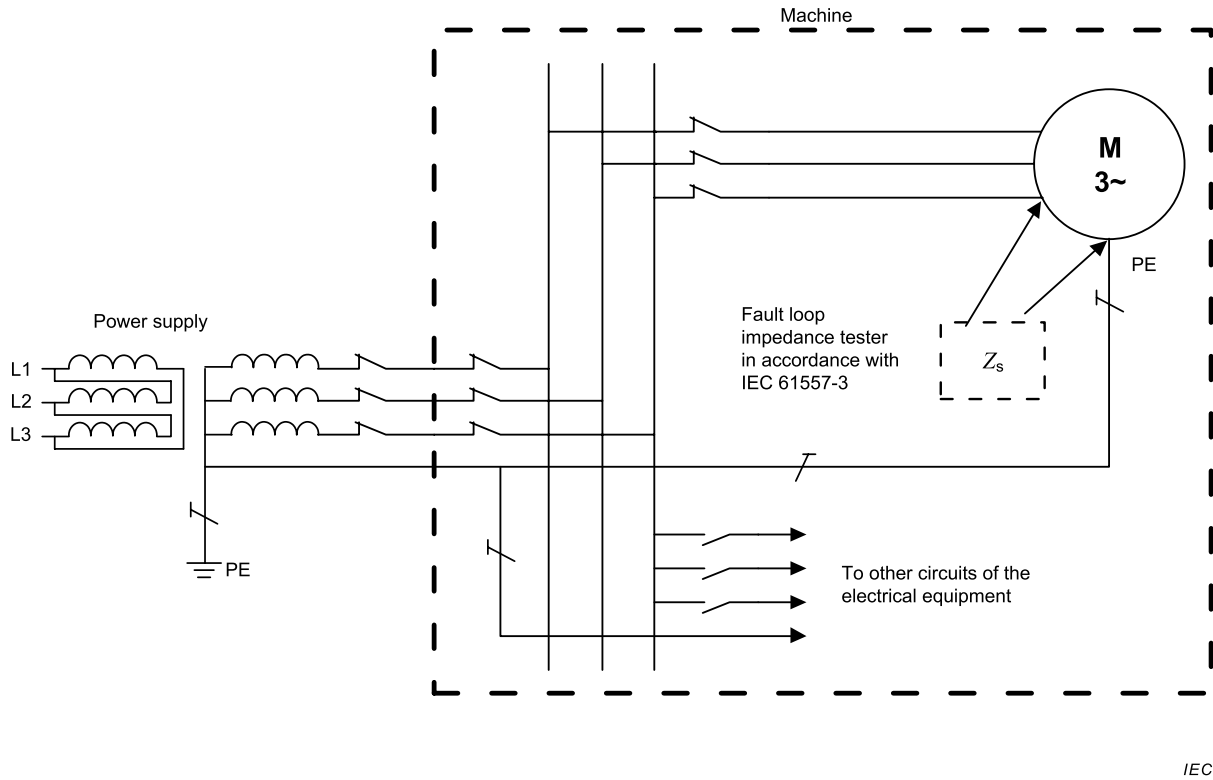 Machine
M
3~
PE
Fault loop
impedance tester
in accordance with
IEC 61557-3
Zs
Power supply
L1
L2
L3
PE
To other circuits of the
electrical equipment
IEC